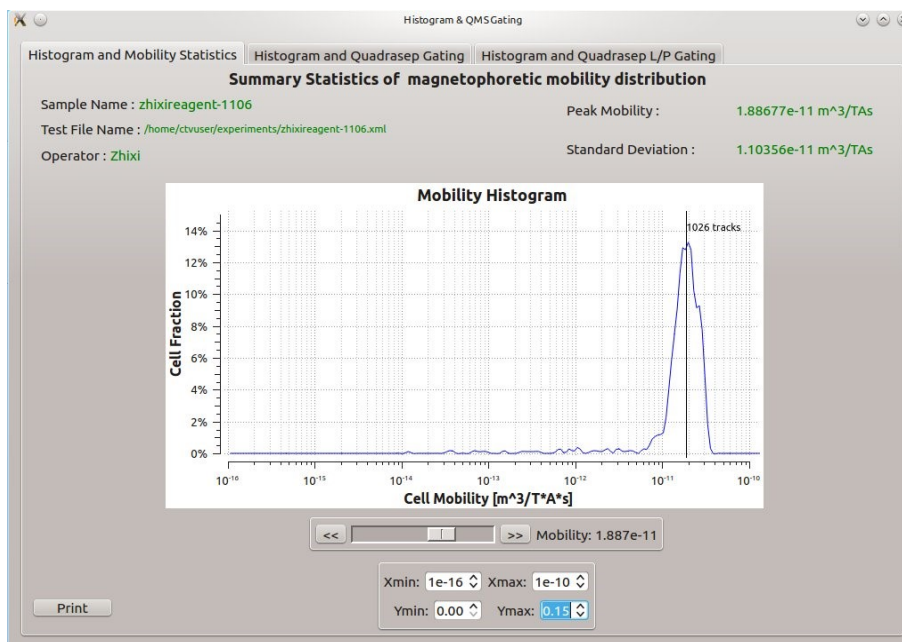 Histogram & QMSGating
Histogram and Mobility Statistics Histogram and Quadrasep Gating Histogram and Quadrasep L/P Gating
Summary Statistics of magnetophoretic mobility distribution
Sample Name : zhixireagent-1106
Test File Name : /home/ctvuser/experiments/zhixireagent-1106.xml
Operator : Zhixi
Peak Mobility : 1.88677e-11 m^3/TAs
Standard Deviation : 1.10356e-11 m^3/TAs
Mobility Histogram
1026 tracks
14%
12%
10%
8%
6%
4%
2%
0%
Cell Fraction
10⁻¹⁶ 10⁻¹⁵ 10⁻¹⁴ 10⁻¹³ 10⁻¹² 10⁻¹¹ 10⁻¹⁰
Cell Mobility [m^3/T*A*s]
<< >> Mobility: 1.887e-11
Xmin: 1e-16 Xmax: 1e-10
Ymin: 0.00 Ymax: 0.15
Print